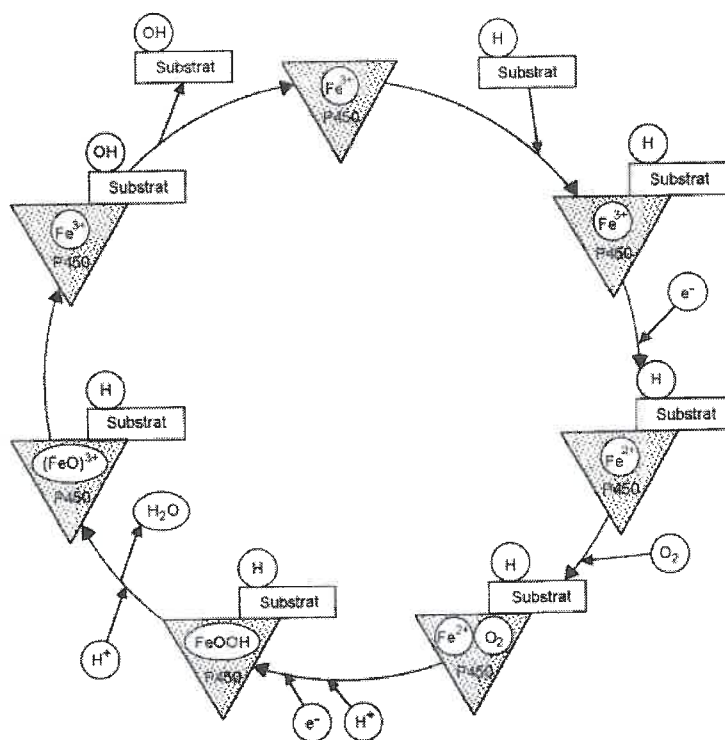 OH
Substrat
Fe³⁺
P450
H
Substrat
H
Substrat
Fe³⁺
P450
e⁻
H
Substrat
Fe²⁺
P450
O₂
H
Substrat
Fe²⁺ O₂
P450
H⁺
e⁻
H
Substrat
FeOOH
P450
H₂O
H⁺
H
Substrat
(FeO)³⁺
P450
OH
Substrat
Fe³⁺
P450